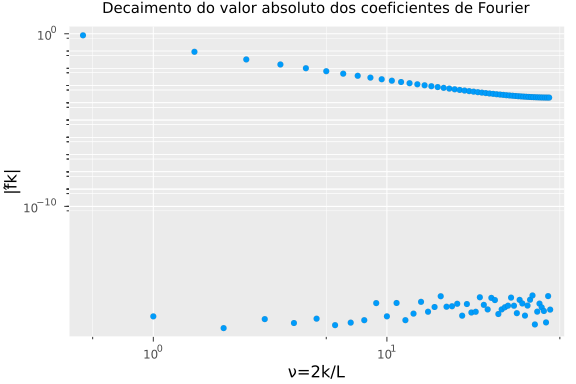 Decaimento do valor absoluto dos coeficientes de Fourier
10⁰
|f̂k|
10⁻¹⁰
10⁰
10¹
ν=2k/L